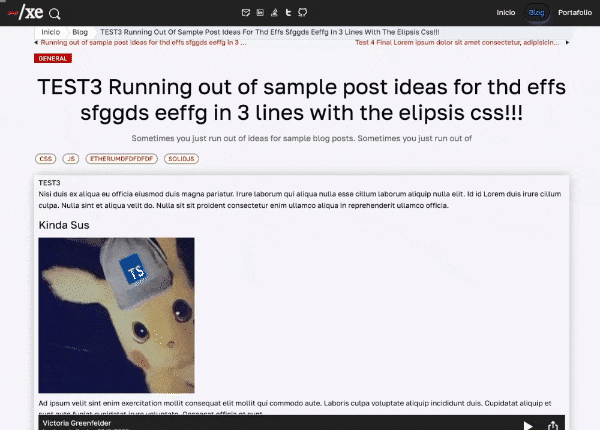 /xe
Inicio Blog Portafolio
Inicio Blog TEST3 Running Out Of Sample Post Ideas For Thd Effs Sfggds Eeffg In 3 Lines With The Elipsis Css!!!
Running out of sample post ideas for thd effs sfggds eeffg in 3 ...
Test 4 Final Lorem ipsum dolor sit amet consectetur, adipisicin...
GENERAL
TEST3 Running out of sample post ideas for thd effs
sfggds eeffg in 3 lines with the elipsis css!!!
Sometimes you just run out of ideas for sample blog posts. Sometimes you just run out of
CSS JS ETHERUMDFDFDFDF SOLIDJS
TEST3
Nisi duis ex aliqua eu officia eiusmod duis magna pariatur. Irure laborum qui aliqua nulla esse cillum laborum aliquip nulla elit. Id id Lorem duis irure cillum
culpa. Nulla sint et aliqua velit do. Nulla sit sit proident consectetur enim ullamco aliqua in reprehenderit ullamco officia.
Kinda Sus
TS
Ad ipsum velit sint enim exercitation mollit consequat elit mollit qui commodo aute. Laboris culpa voluptate aliquip incididunt duis. Cupidatat aliquip et
Victoria Greenfelder